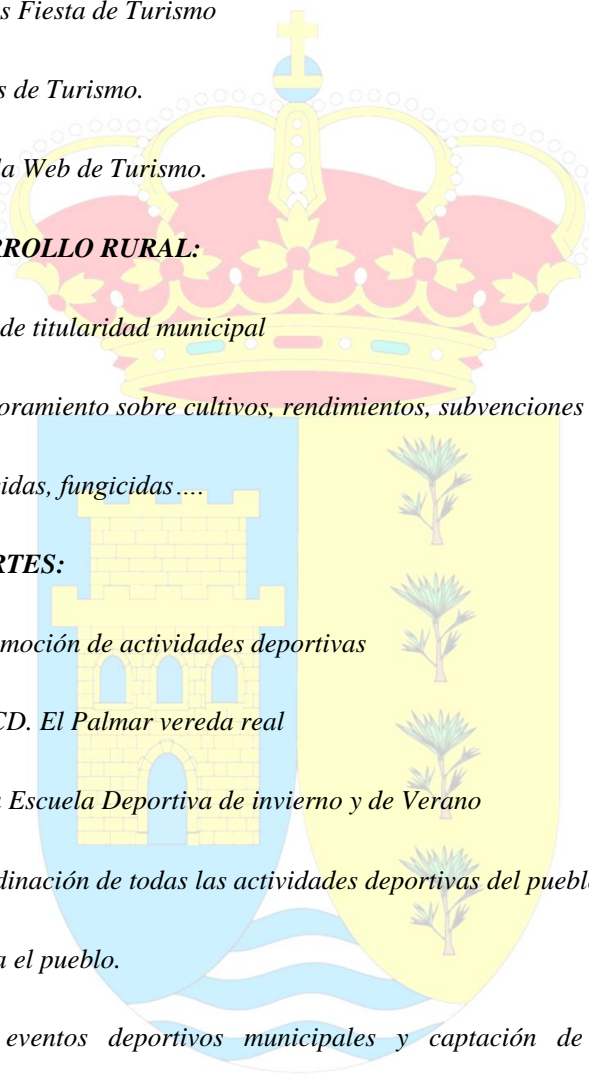 s Fiesta de Turismo
s de Turismo.
la Web de Turismo.
RROLLO RURAL:
de titularidad municipal
oramiento sobre cultivos, rendimientos, subvenciones
idas, fungicidas….
RTES:
moción de actividades deportivas
CD. El Palmar vereda real
a Escuela Deportiva de invierno y de Verano
dinación de todas las actividades deportivas del pueblo
a el pueblo.
eventos deportivos municipales y captación de